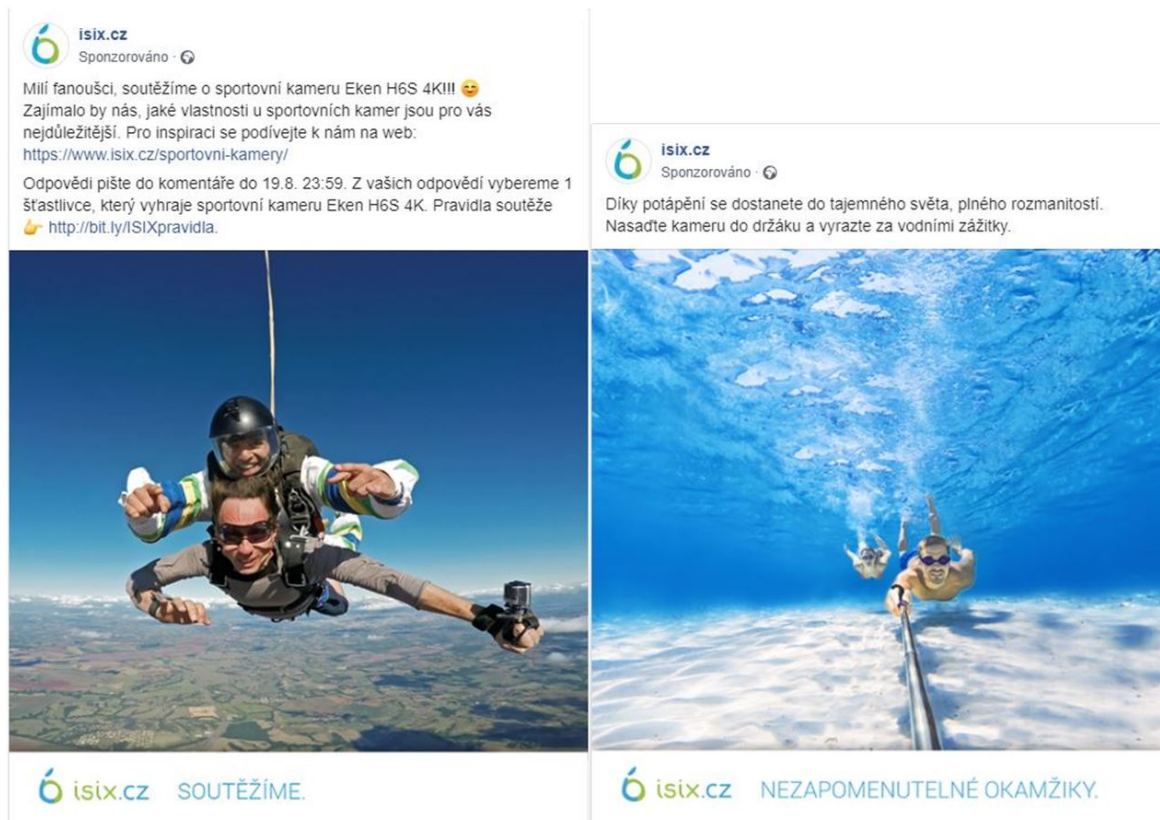 isix.cz
Sponzorováno ·
Milí fanoušci, soutěžíme o sportovní kameru Eken H6S 4K!!! 😊
Zajímalo by nás, jaké vlastnosti u sportovních kamer jsou pro vás
nejdůležitější. Pro inspiraci se podívejte k nám na web:
https://www.isix.cz/sportovni-kamery/
Odpovědi pište do komentáře do 19.8. 23:59. Z vašich odpovědí vybereme 1
šťastlivce, který vyhraje sportovní kameru Eken H6S 4K. Pravidla soutěže
👉 http://bit.ly/ISIXpravidla.
isix.cz SOUTĚŽÍME.
isix.cz
Sponzorováno ·
Díky potápění se dostanete do tajemného světa, plného rozmanitostí.
Nasaďte kameru do držáku a vyrazte za vodními zážitky.
isix.cz NEZAPOMENUTELNÉ OKAMŽIKY.